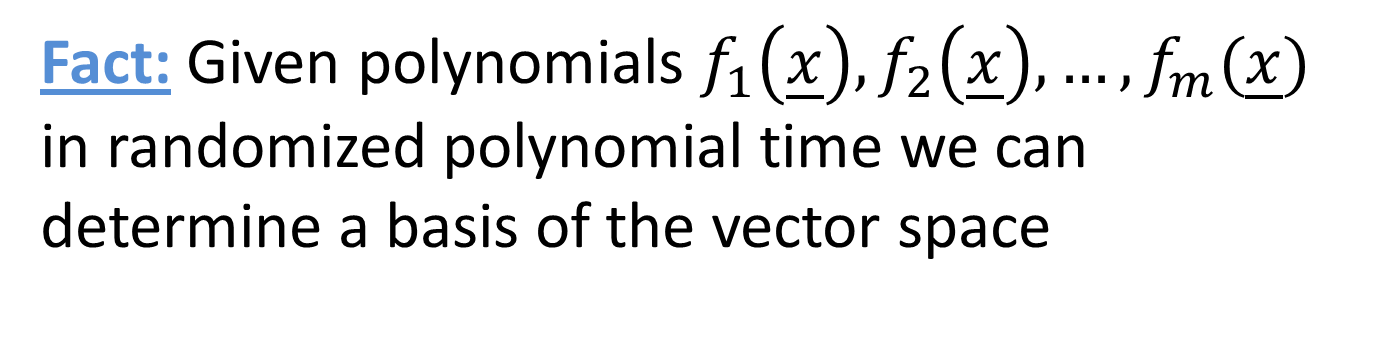 Fact: Given polynomials f₁(x), f₂(x), … , fₘ(x)
in randomized polynomial time we can
determine a basis of the vector space